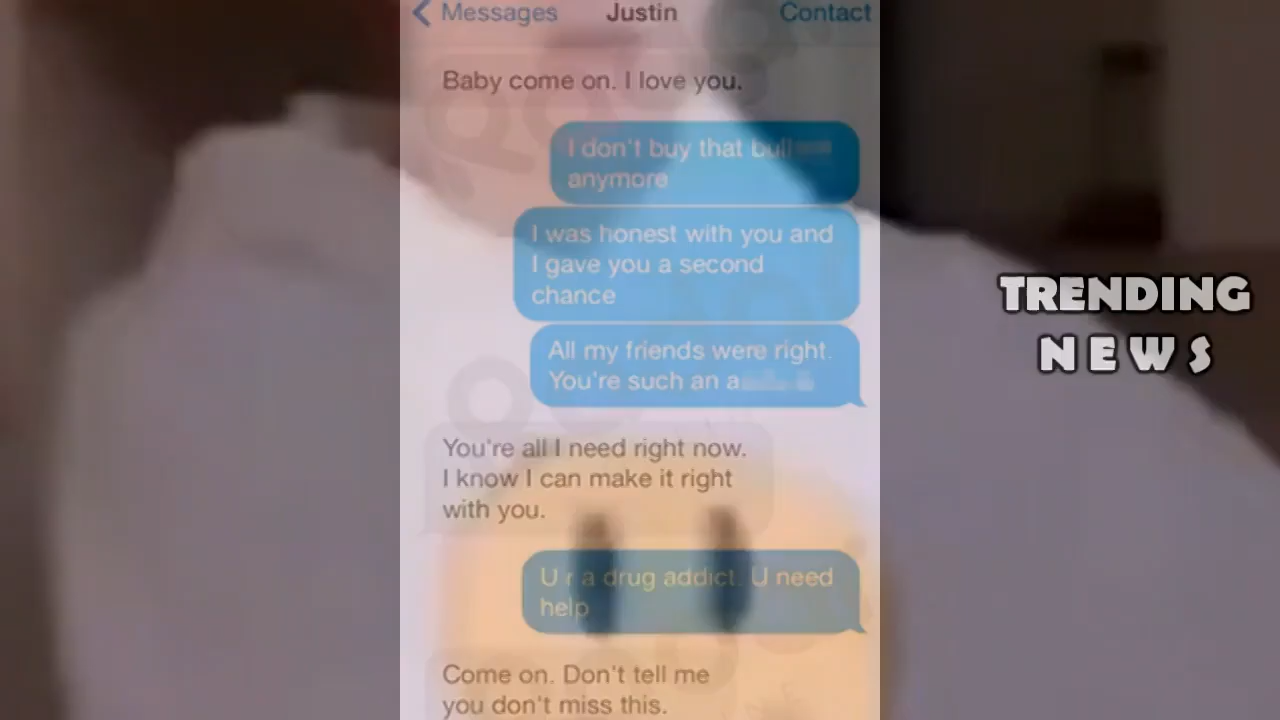 Messages Justin Contact
Baby come on. I love you.
I don't buy that bull
anymore
I was honest with you and
I gave you a second
chance
All my friends were right.
You're such an a
You're all I need right now.
I know I can make it right
with you.
U r a drug addict. U need
help
Come on. Don't tell me
you don't miss this.
TRENDING
NEWS